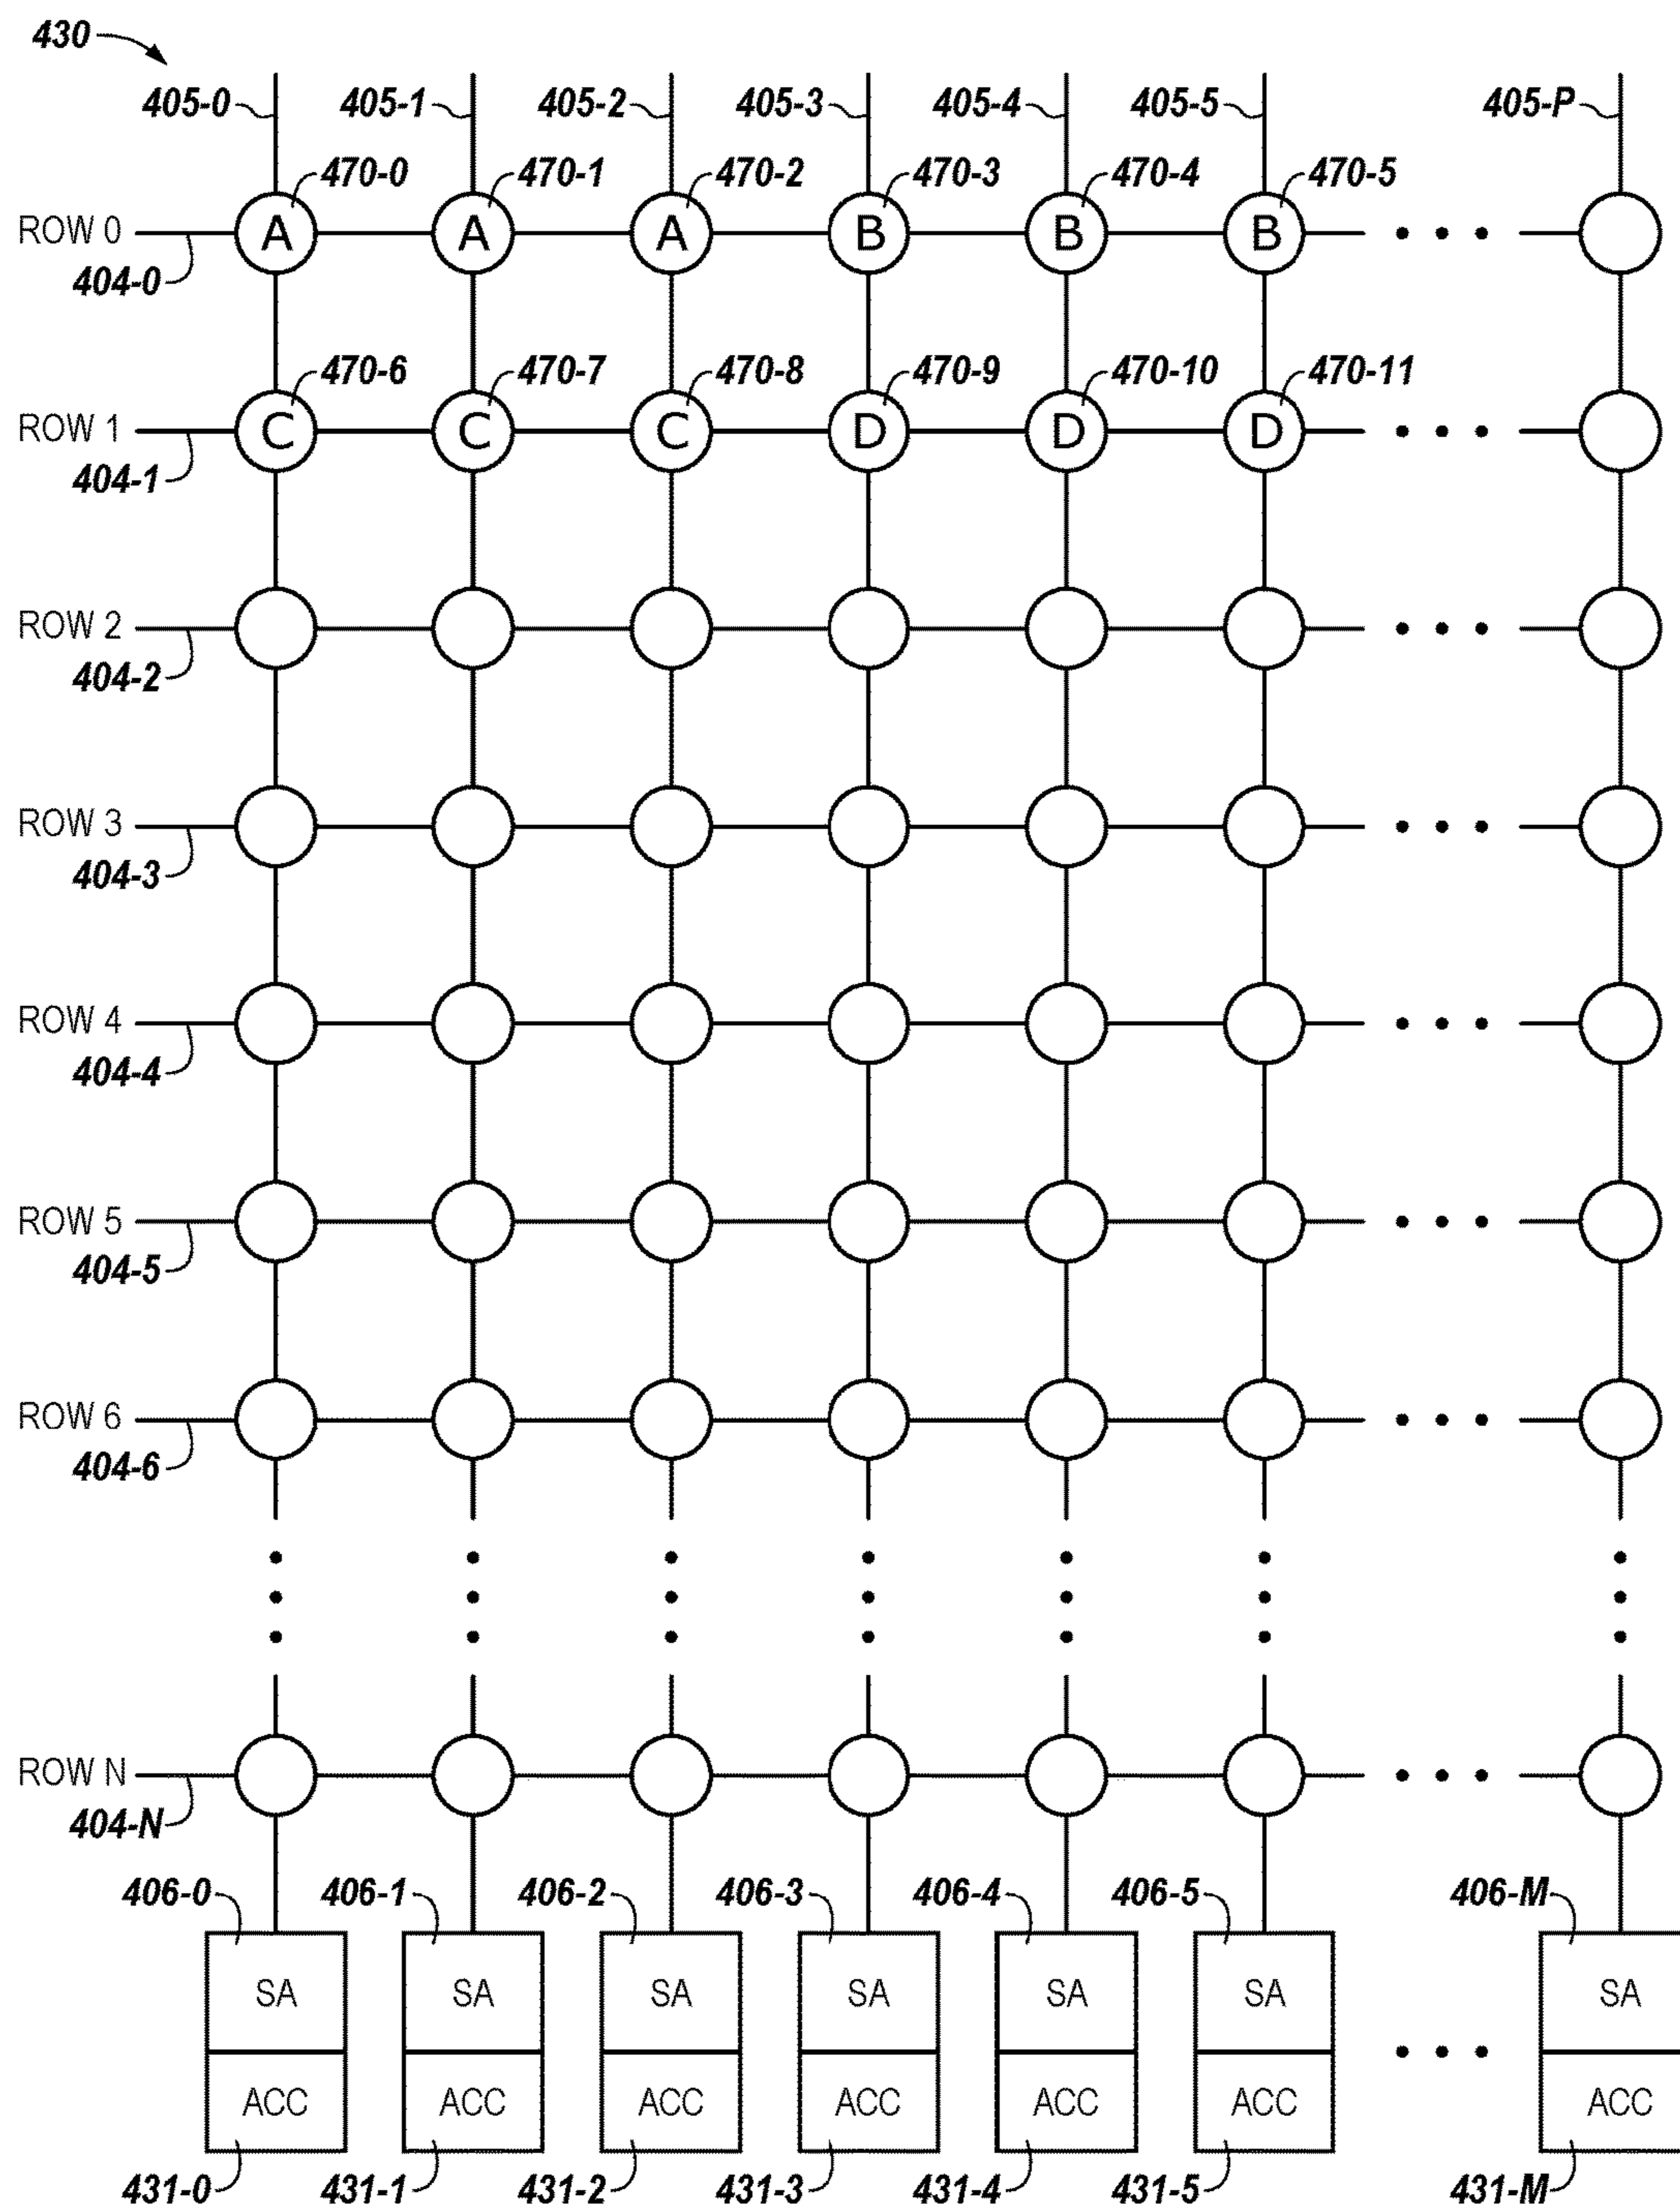 430
405-0 405-1 405-2 405-3 405-4 405-5 405-P
470-0 470-1 470-2 470-3 470-4 470-5
ROW 0 A A A B B B
404-0
470-6 470-7 470-8 470-9 470-10 470-11
ROW 1 C C C D D D
404-1
ROW 2
404-2
ROW 3
404-3
ROW 4
404-4
ROW 5
404-5
ROW 6
404-6
ROW N
404-N
406-0 406-1 406-2 406-3 406-4 406-5 406-M
SA SA SA SA SA SA SA
ACC ACC ACC ACC ACC ACC ACC
431-0 431-1 431-2 431-3 431-4 431-5 431-M